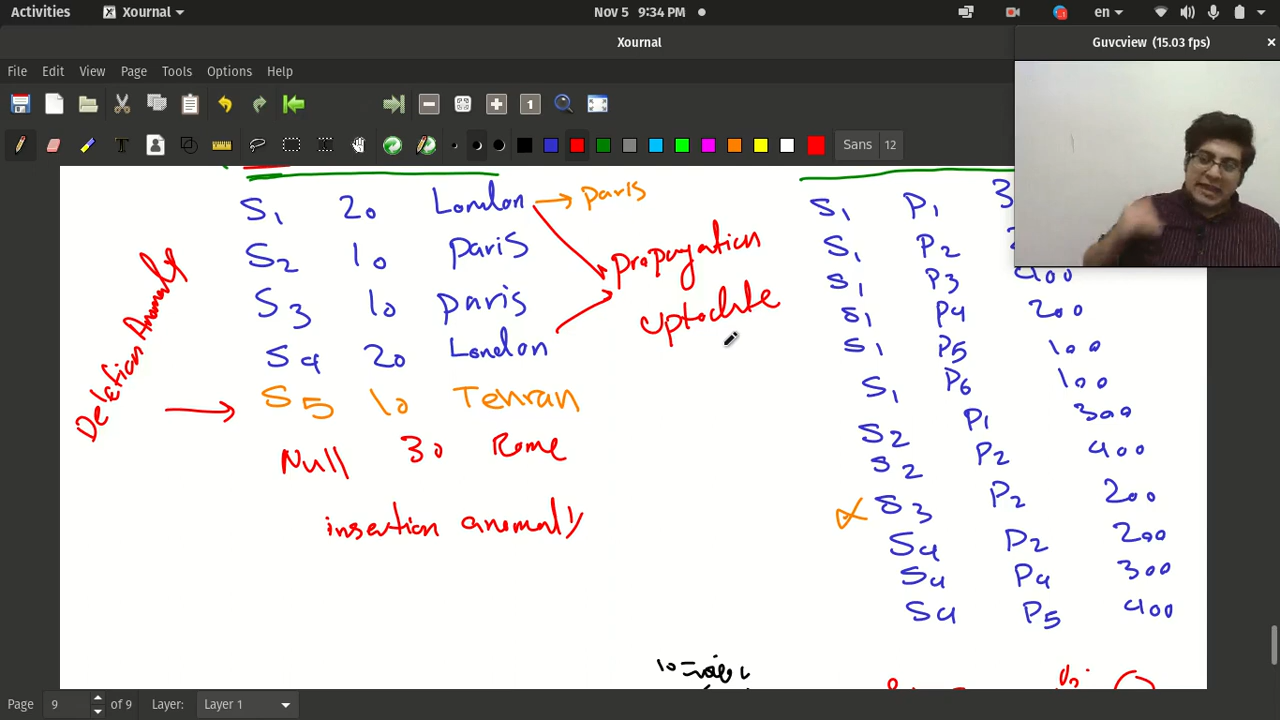 Activities Xournal Nov 5 9:34 PM en
Xournal
Guvcview (15.03 fps)
File Edit View Page Tools Options Help
Sans 12
S1 20 London → Paris
S2 10 Paris
S3 10 Paris
S4 20 London
S5 10 Tehran
Null 30 Rome
insertion anomaly
Deletion Anomaly
propagation
S1 P1 3
S1 P2
S1 P3 400
S1 P4 200
S1 P5 100
S1 P6 100
S2 P1 300
S2 P2 400
S3 P2 200
S4 P2 200
S4 P4 300
S4 P5 400
Page 9 of 9 Layer: Layer 1